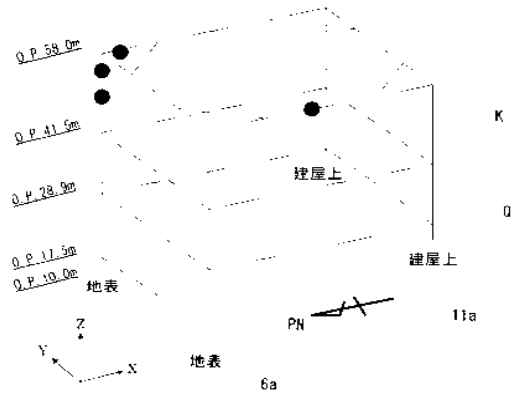 O.P.58.0m
O.P.41.5m
K
建屋上
O.P.28.9m
Q
O.P.17.5m
建屋上
O.P.10.0m
地表
11a
PN
Z
Y
X
地表
6a